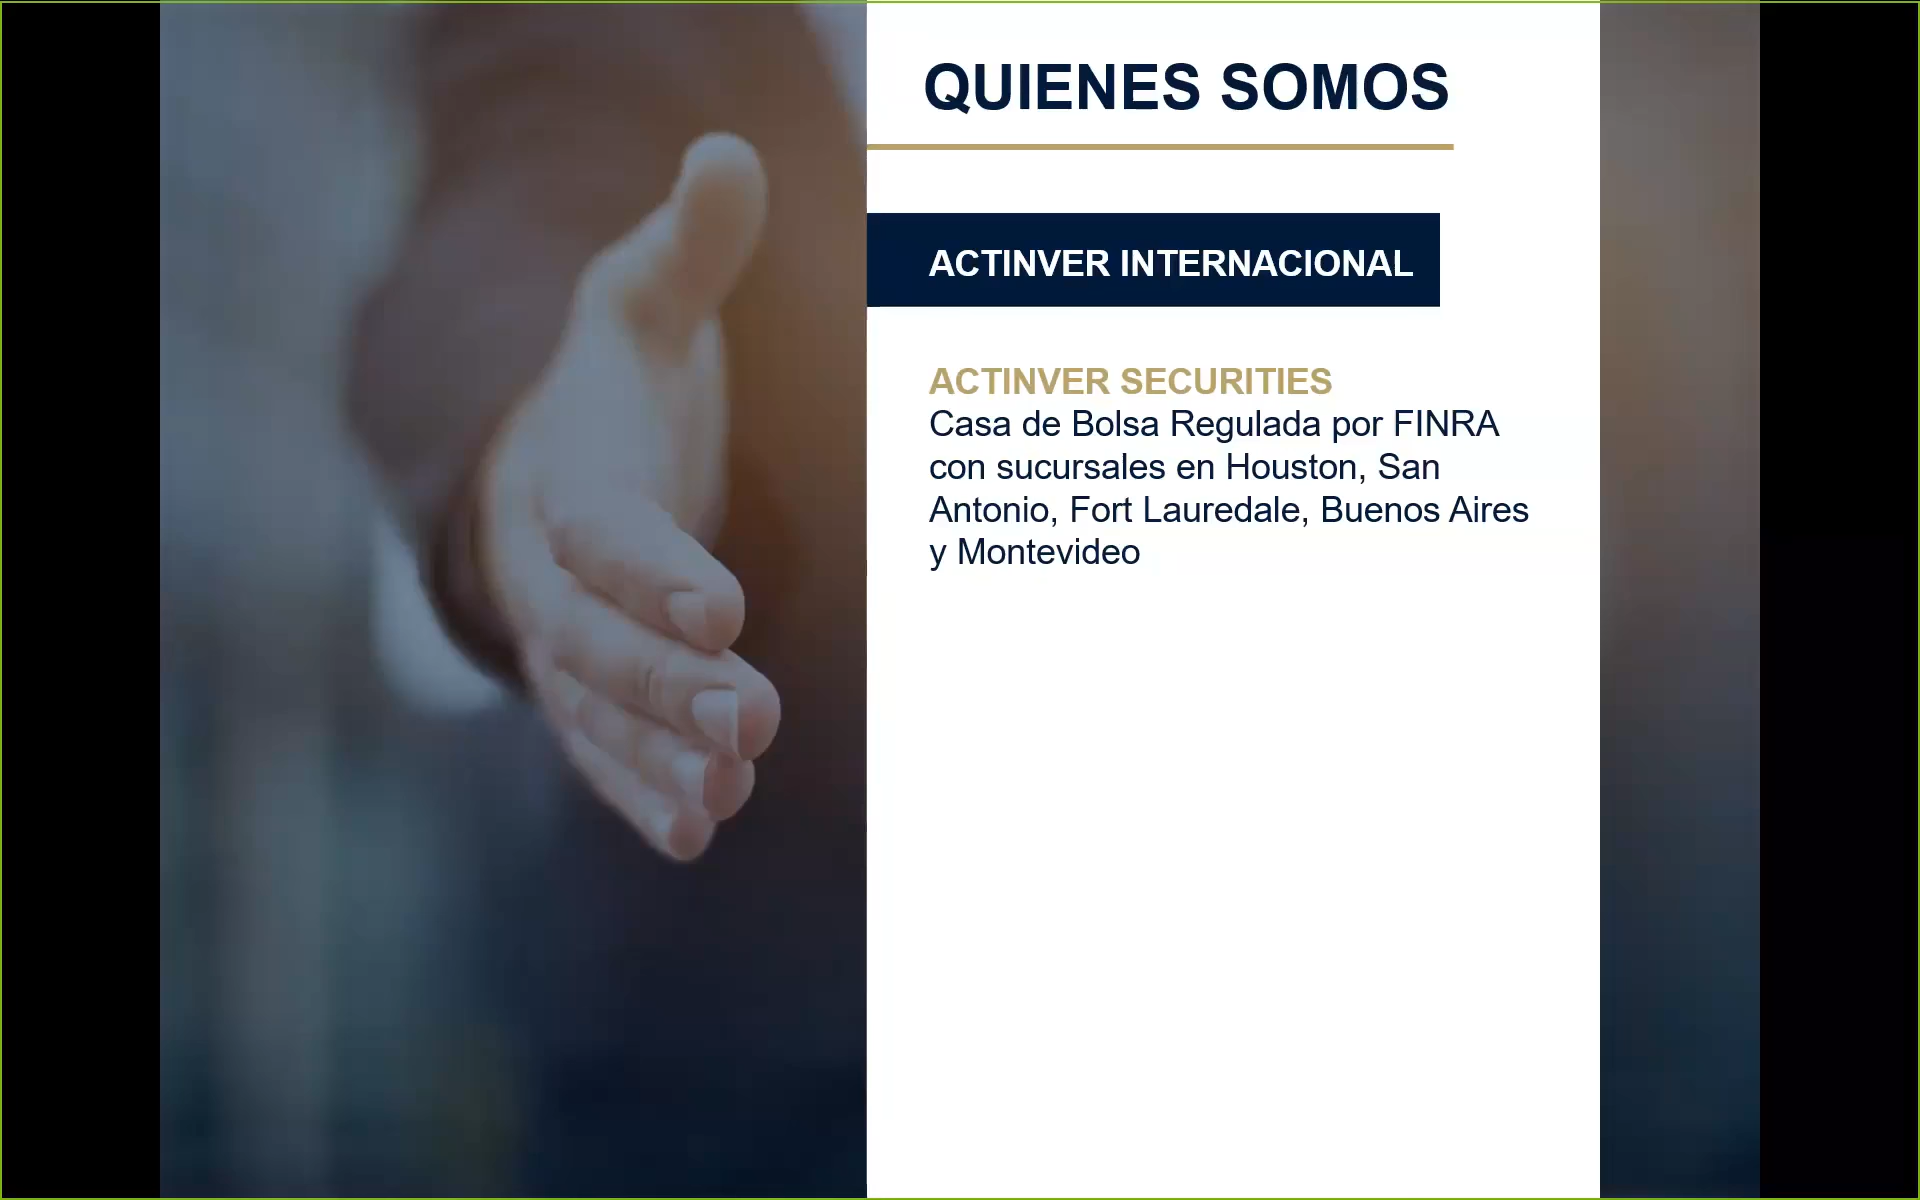 QUIENES SOMOS
ACTINVER INTERNACIONAL
ACTINVER SECURITIES
Casa de Bolsa Regulada por FINRA
con sucursales en Houston, San
Antonio, Fort Lauredale, Buenos Aires
y Montevideo